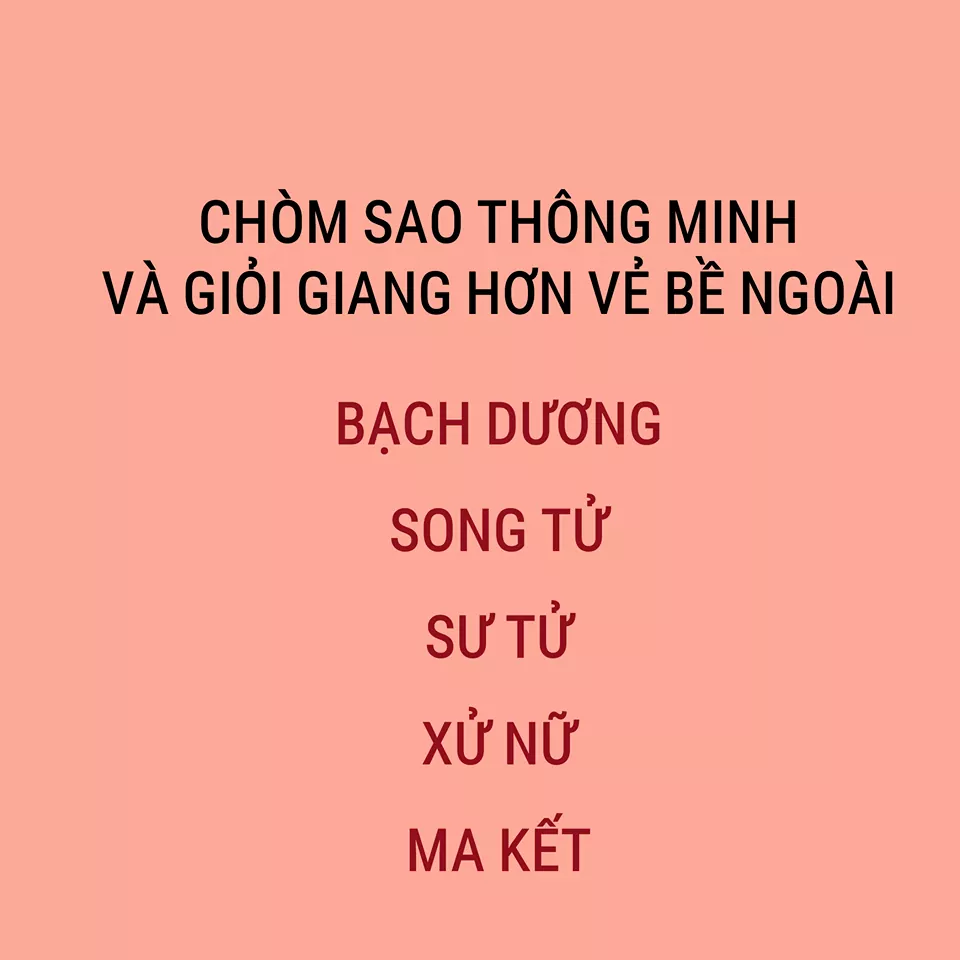 CHÒM SAO THÔNG MINH
VÀ GIỎI GIANG HƠN VẺ BỀ NGOÀI
BẠCH DƯƠNG
SONG TỬ
SƯ TỬ
XỬ NỮ
MA KẾT